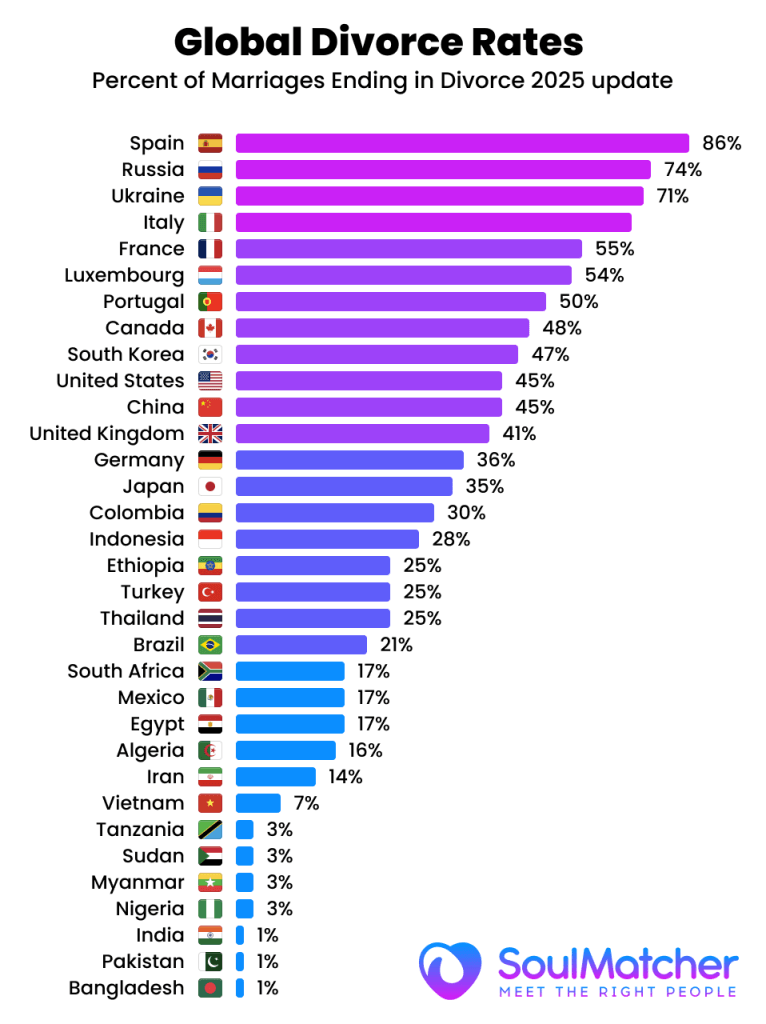 Global Divorce Rates
Percent of Marriages Ending in Divorce 2025 update
Spain 86%
Russia 74%
Ukraine 71%
Italy
France 55%
Luxembourg 54%
Portugal 50%
Canada 48%
South Korea 47%
United States 45%
China 45%
United Kingdom 41%
Germany 36%
Japan 35%
Colombia 30%
Indonesia 28%
Ethiopia 25%
Turkey 25%
Thailand 25%
Brazil 21%
South Africa 17%
Mexico 17%
Egypt 17%
Algeria 16%
Iran 14%
Vietnam 7%
Tanzania 3%
Sudan 3%
Myanmar 3%
Nigeria 3%
India 1%
Pakistan 1%
Bangladesh 1%
SoulMatcher
MEET THE RIGHT PEOPLE